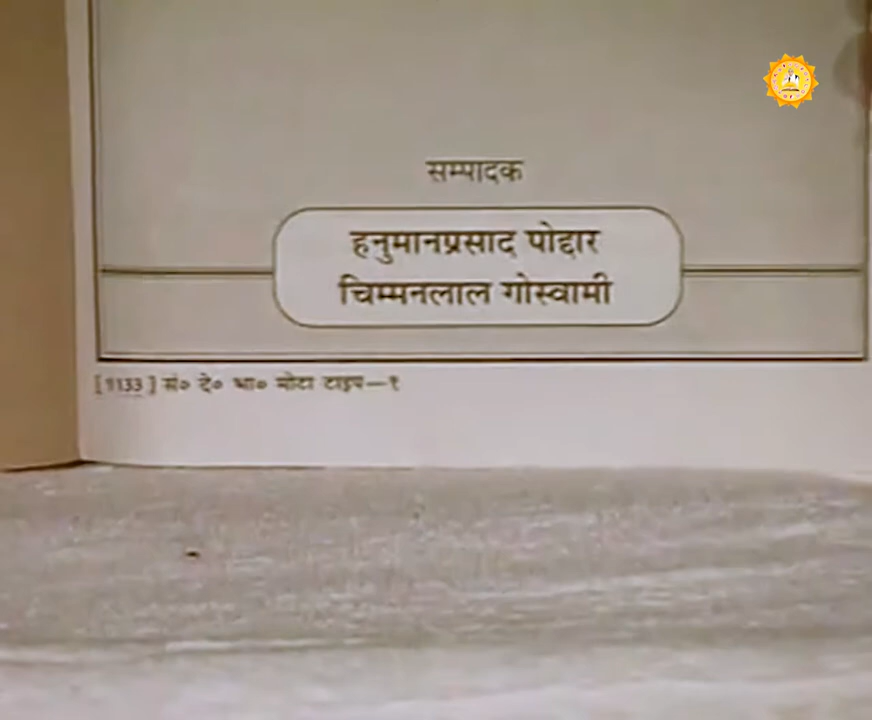 सम्पादक
हनुमानप्रसाद पोद्दार
चिम्मनलाल गोस्वामी
[1133] सं० दे० भा० मोटा टाइप—१